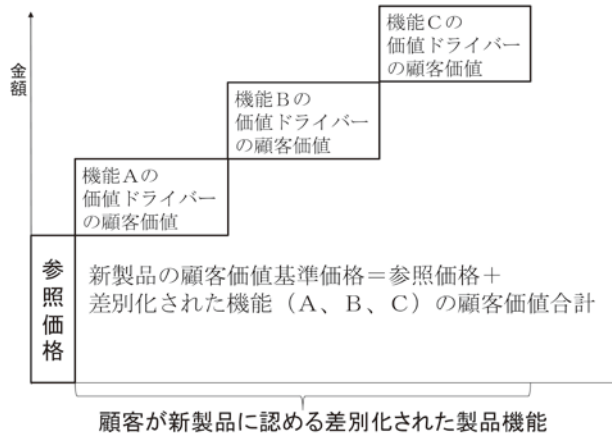 金額
機能Cの
価値ドライバー
の顧客価値
機能Bの
価値ドライバー
の顧客価値
機能Aの
価値ドライバー
の顧客価値
参照価格
新製品の顧客価値基準価格＝参照価格＋
差別化された機能（A、B、C）の顧客価値合計
顧客が新製品に認める差別化された製品機能